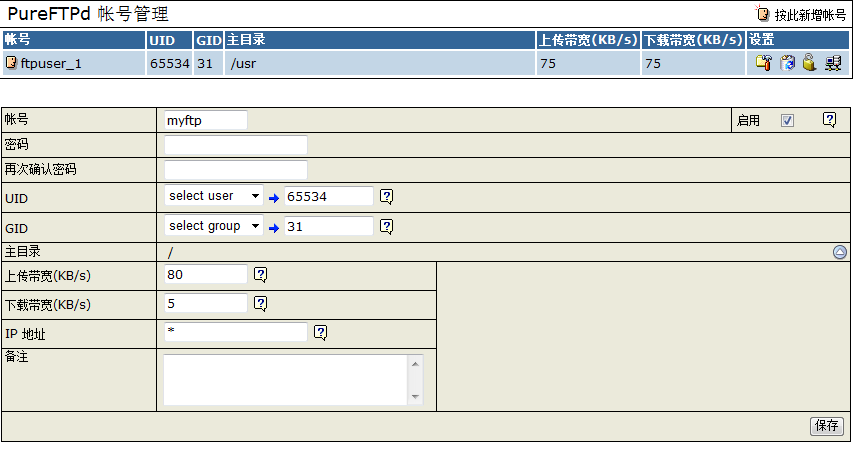 PureFTPd 帐号管理 按此新增帐号
帐号 UID GID 主目录 上传带宽(KB/s) 下载带宽(KB/s) 设置
ftpuser_1 65534 31 /usr 75 75
帐号 myftp 启用
密码
再次确认密码
UID select user 65534
GID select group 31
主目录 /
上传带宽(KB/s) 80
下载带宽(KB/s) 5
IP 地址 *
备注
保存